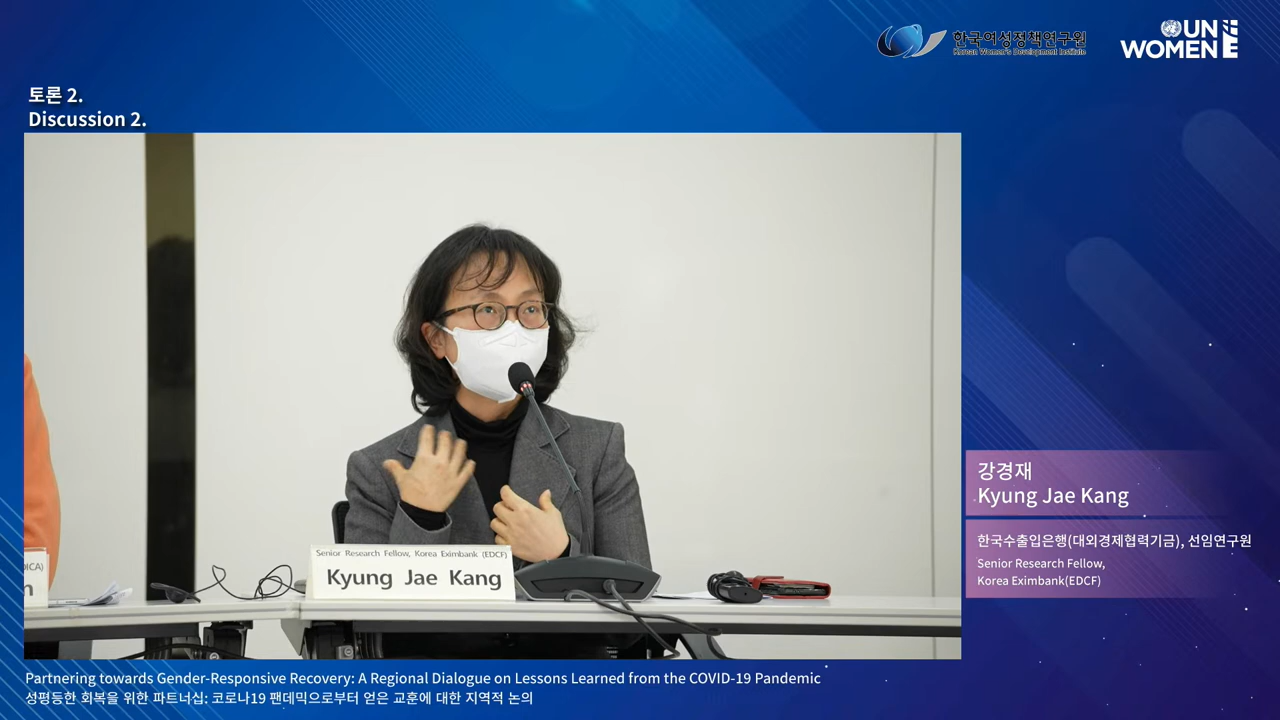 한국여성정책연구원
Korean Women's Development Institute
UN
WOMEN
토론 2.
Discussion 2.
Senior Research Fellow, Korea Eximbank (EDCF)
Kyung Jae Kang
강경재
Kyung Jae Kang
한국수출입은행(대외경제협력기금), 선임연구원
Senior Research Fellow,
Korea Eximbank(EDCF)
Partnering towards Gender-Responsive Recovery: A Regional Dialogue on Lessons Learned from the COVID-19 Pandemic
성평등한 회복을 위한 파트너십: 코로나19 팬데믹으로부터 얻은 교훈에 대한 지역적 논의